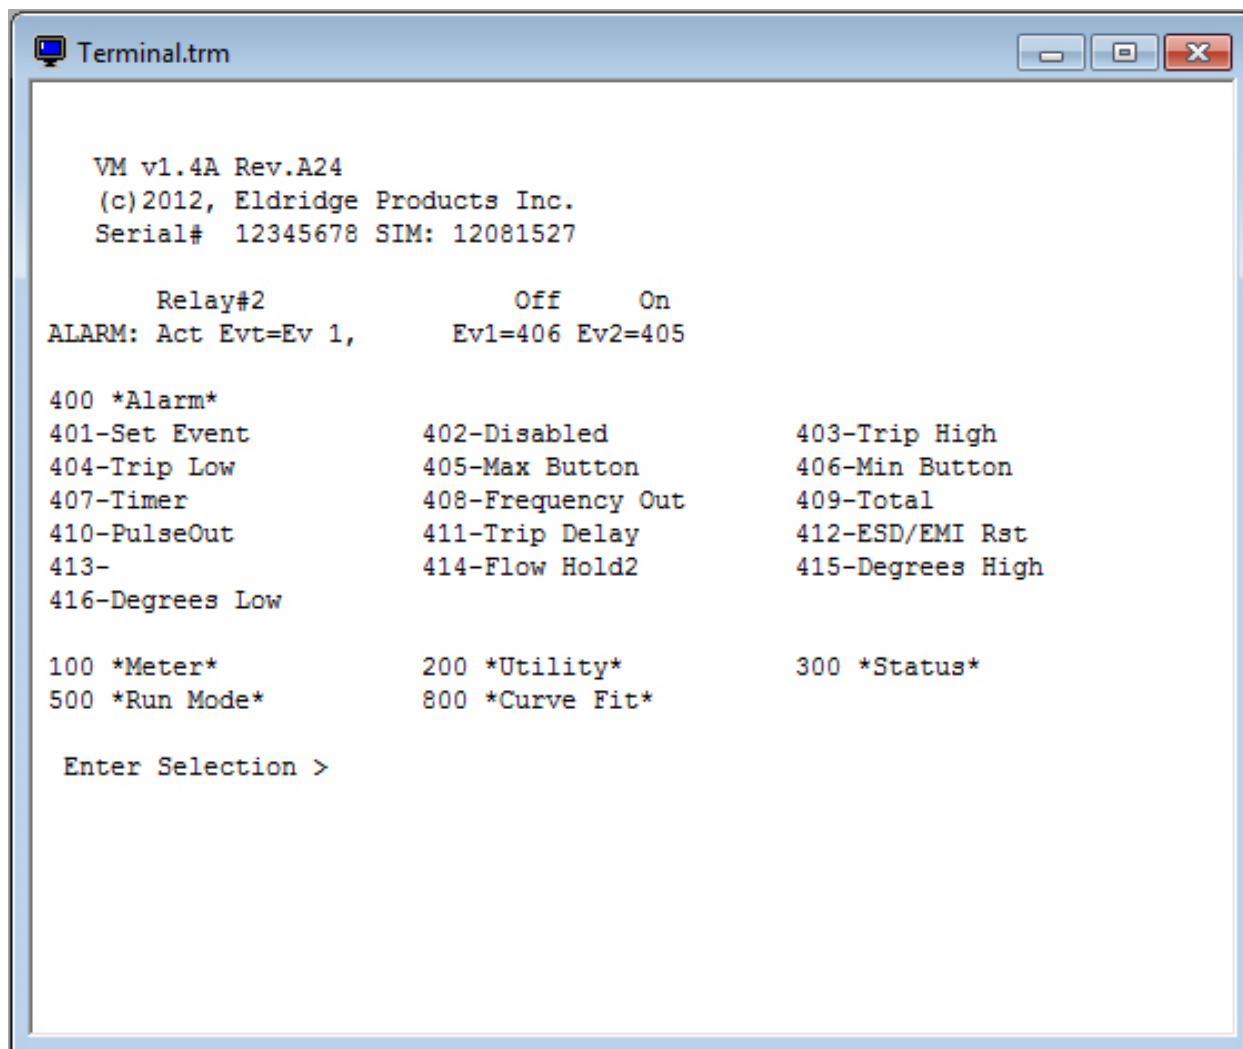 Terminal.trm
VM v1.4A Rev.A24
(c)2012, Eldridge Products Inc.
Serial# 12345678 SIM: 12081527
Relay#2 Off On
ALARM: Act Evt=Ev 1, Ev1=406 Ev2=405
400 *Alarm*
401-Set Event 402-Disabled 403-Trip High
404-Trip Low 405-Max Button 406-Min Button
407-Timer 408-Frequency Out 409-Total
410-PulseOut 411-Trip Delay 412-ESD/EMI Rst
413- 414-Flow Hold2 415-Degrees High
416-Degrees Low
100 *Meter* 200 *Utility* 300 *Status*
500 *Run Mode* 800 *Curve Fit*
Enter Selection >